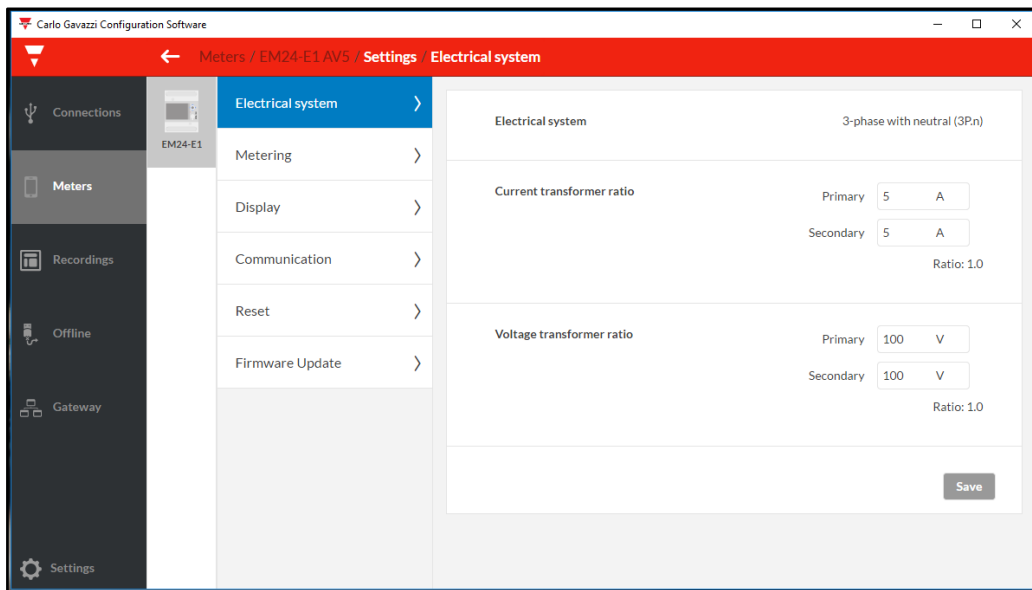 Carlo Gavazzi Configuration Software
Meters / EM24-E1 AV5 / Settings / Electrical system
Connections
Meters
Recordings
Offline
Gateway
Settings
EM24-E1
Electrical system
Metering
Display
Communication
Reset
Firmware Update
Electrical system 3-phase with neutral (3P.n)
Current transformer ratio Primary 5 A
Secondary 5 A
Ratio: 1.0
Voltage transformer ratio Primary 100 V
Secondary 100 V
Ratio: 1.0
Save